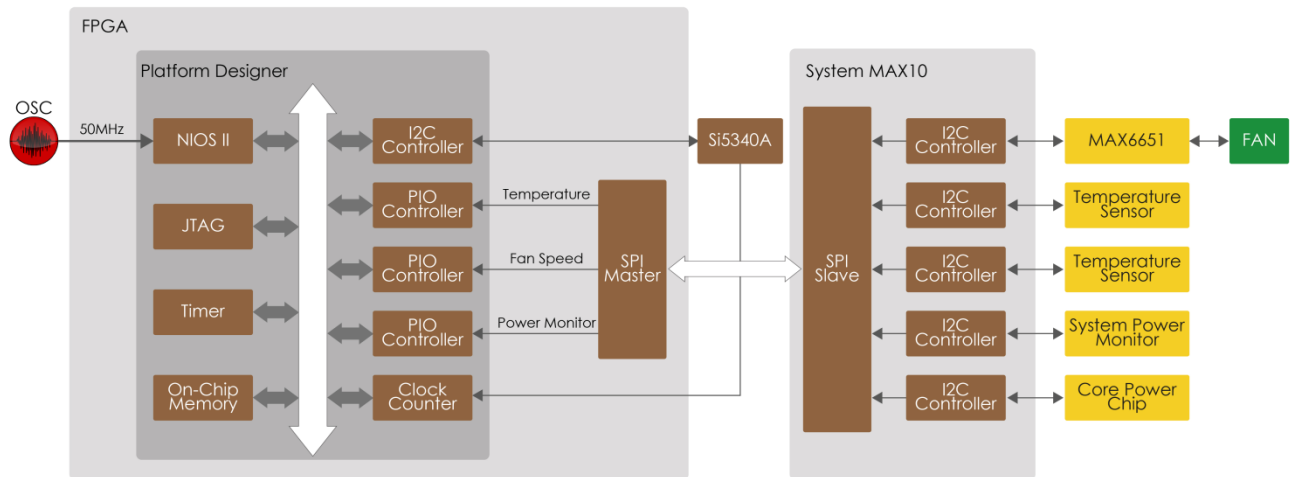 FPGA
Platform Designer
System MAX10
OSC
50MHz
NIOS II
I2C
Controller
Si5340A
I2C
Controller
MAX6651
FAN
JTAG
PIO
Controller
Temperature
I2C
Controller
Temperature
Sensor
PIO
Controller
Fan Speed
SPI
Master
SPI
Slave
I2C
Controller
Temperature
Sensor
Timer
PIO
Controller
Power Monitor
I2C
Controller
System Power
Monitor
On-Chip
Memory
Clock
Counter
I2C
Controller
Core Power
Chip